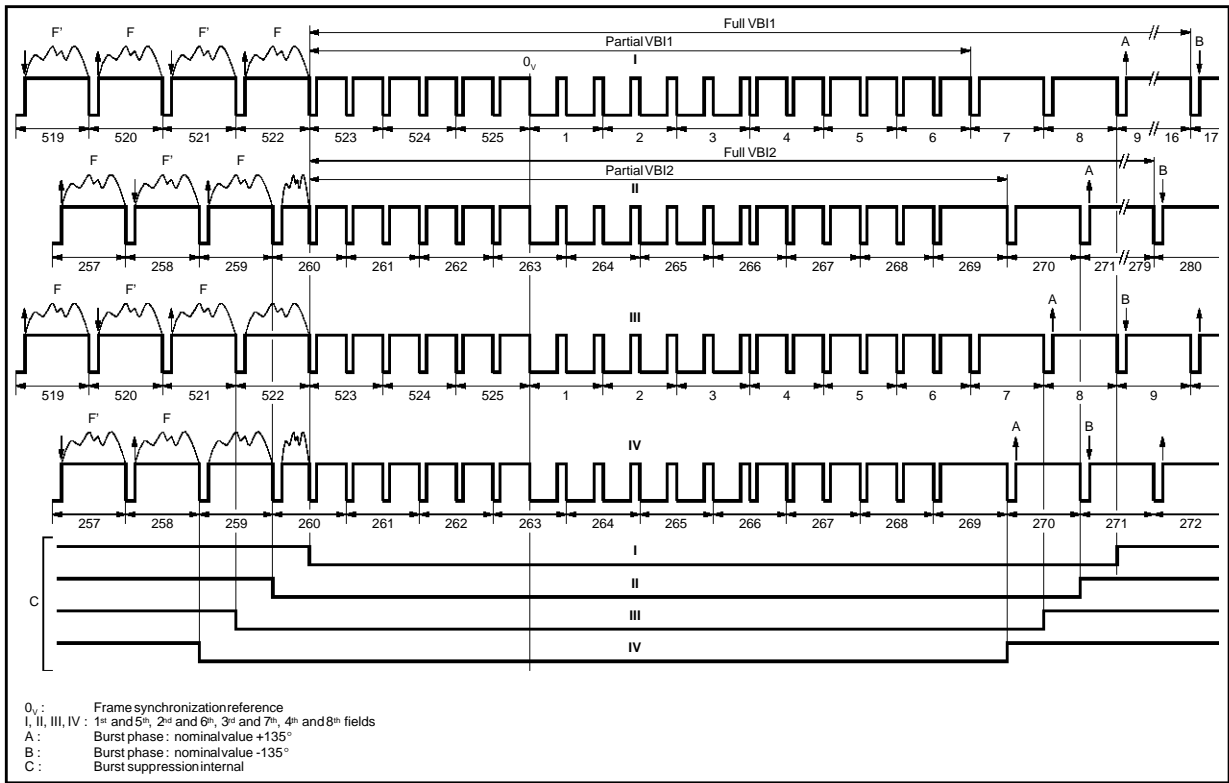 F' F F' F Full VBI1
Partial VBI1
0V I A B
519 520 521 522 523 524 525 1 2 3 4 5 6 7 8 9 16 17
F F' F Full VBI2
Partial VBI2
II A B
257 258 259 260 261 262 263 264 265 266 267 268 269 270 271 279 280
F F' F III A B
519 520 521 522 523 524 525 1 2 3 4 5 6 7 8 9
F' F IV A B
257 258 259 260 261 262 263 264 265 266 267 268 269 270 271 272
I
II
C
III
IV
0V : Frame synchronization reference
I, II, III, IV : 1st and 5th, 2nd and 6th, 3rd and 7th, 4th and 8th fields
A : Burst phase : nominal value +135°
B : Burst phase : nominal value -135°
C : Burst suppression internal